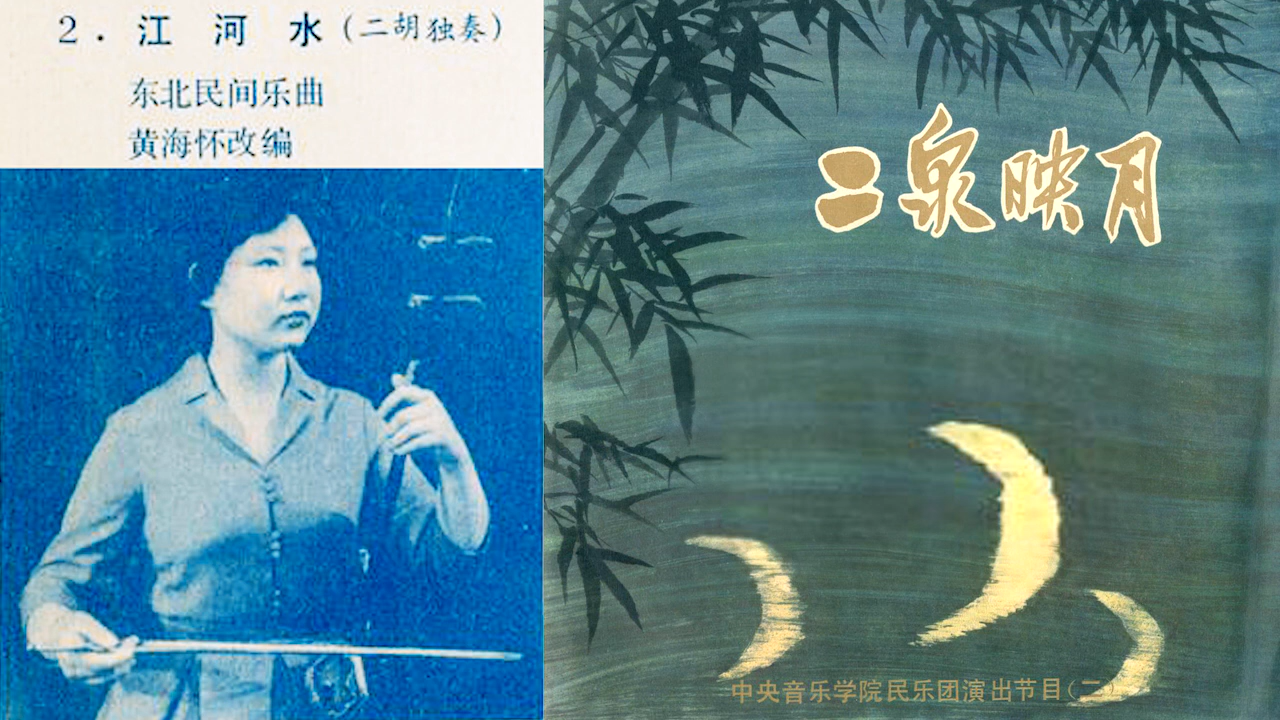 2. 江河水(二胡独奏)
东北民间乐曲
黄海怀改编
二泉映月
中央音乐学院民乐团演出节目(二)